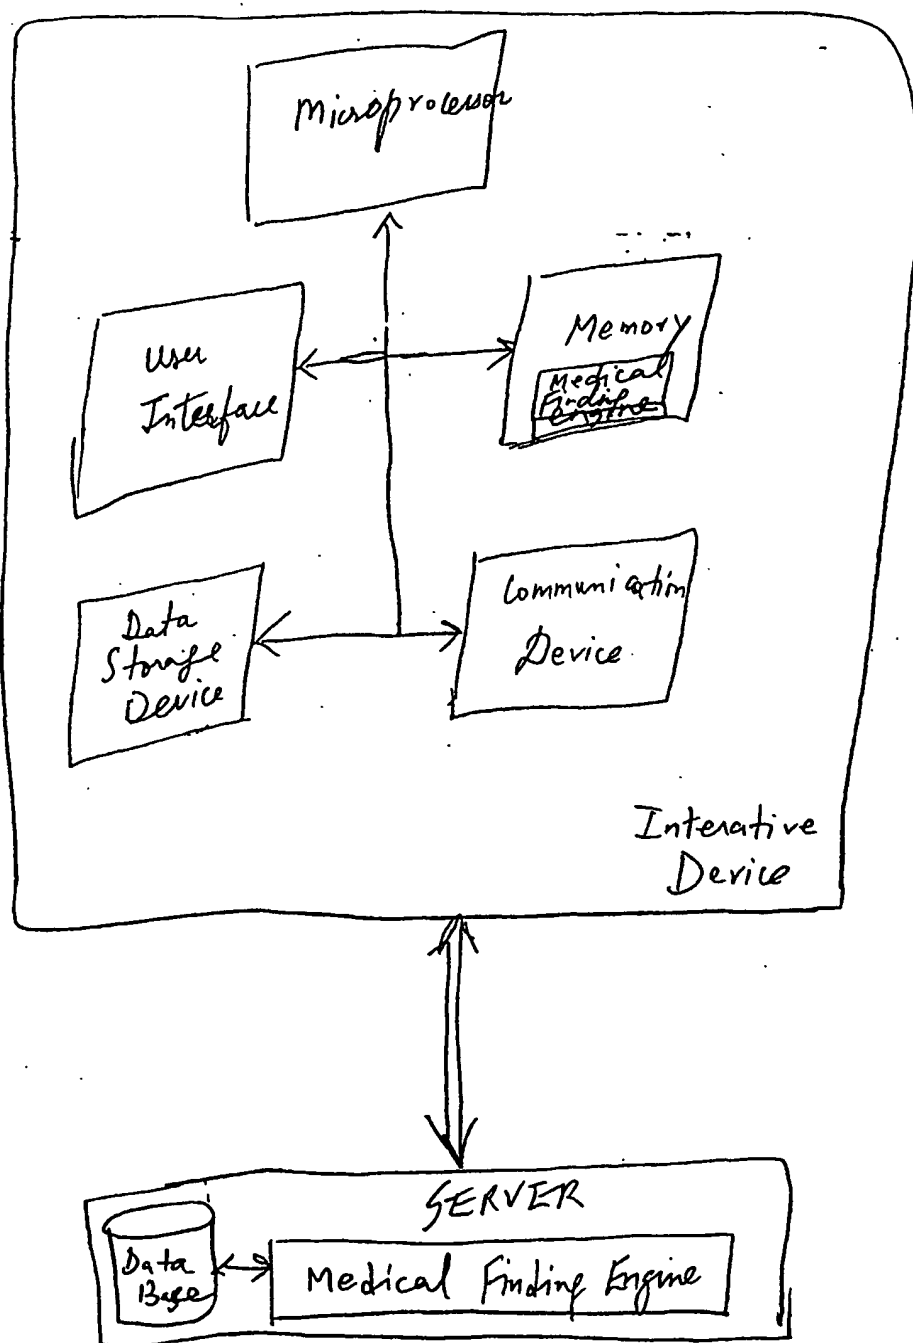 Microprocessor
User
Interface
Memory
Medical
Finding
Engine
Data
Storage
Device
Communication
Device
Interative
Device
SERVER
Data
Base
Medical Finding Engine